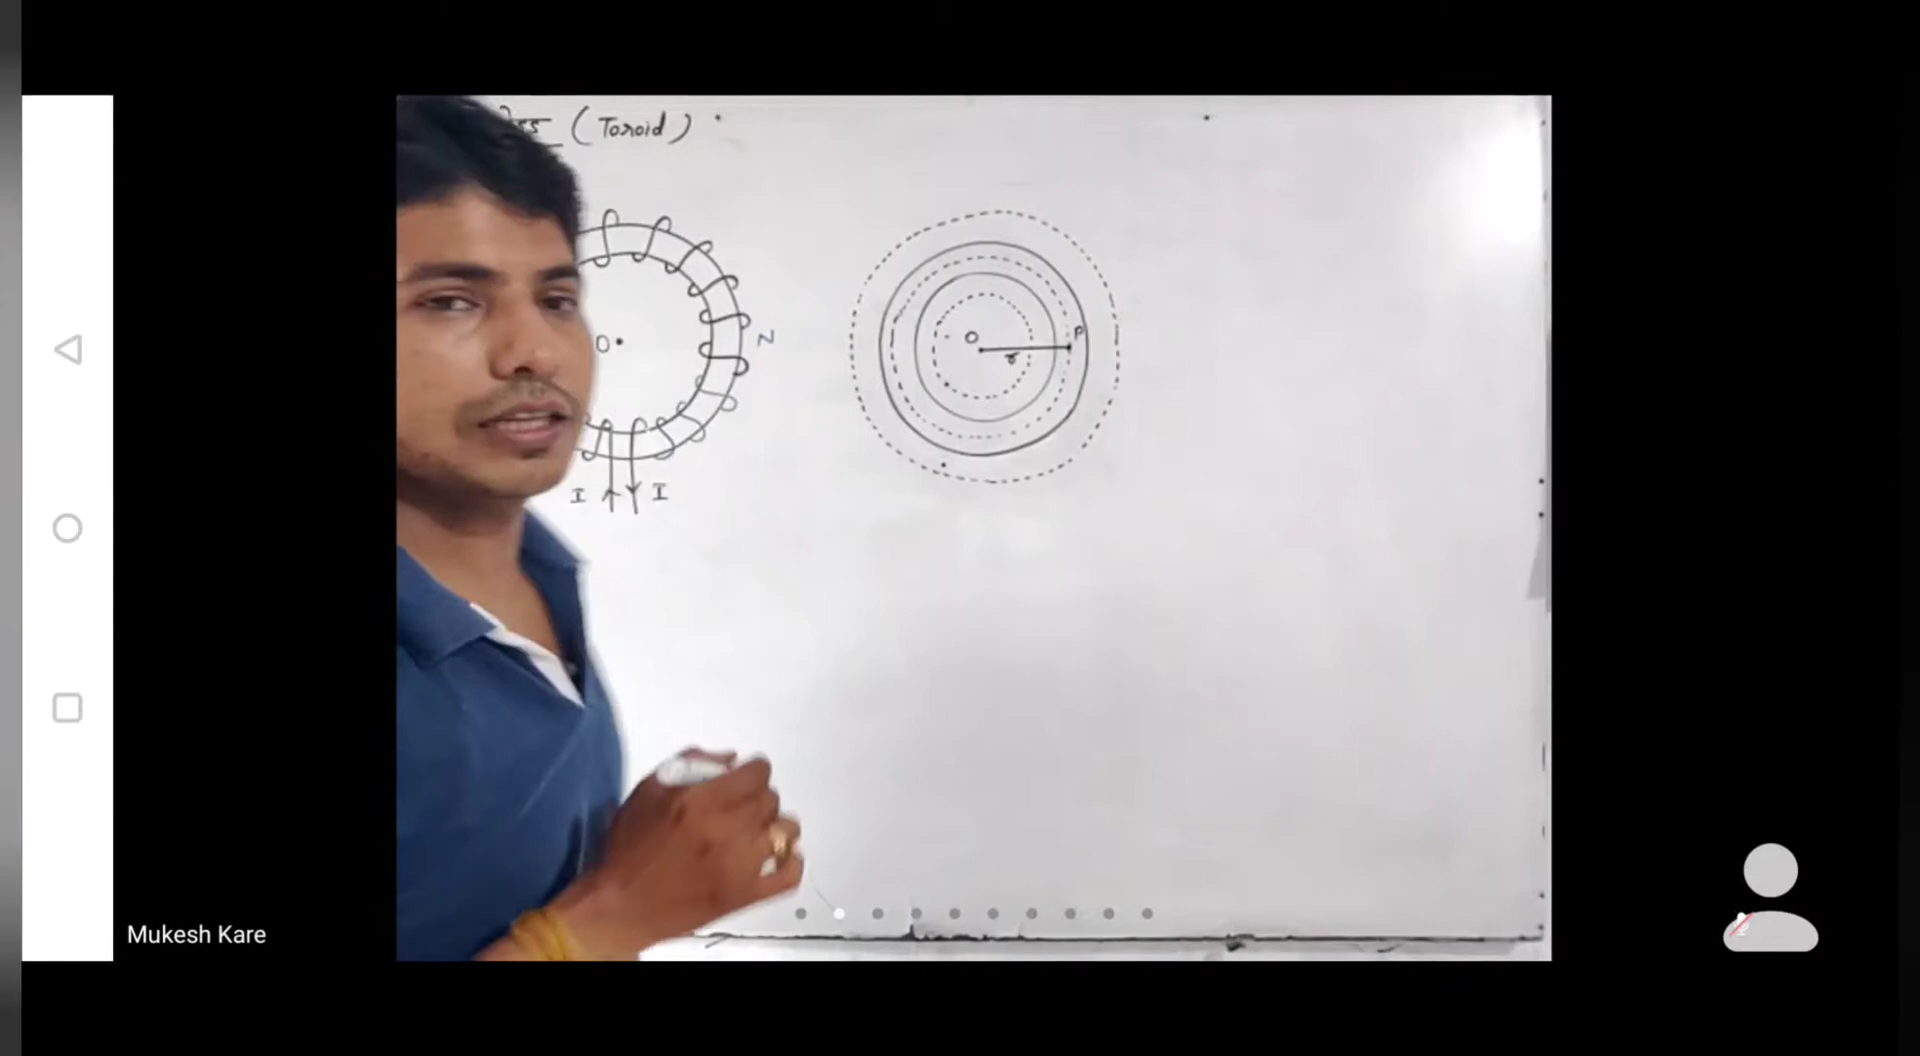 (Toroid)
N
O
O
P
r
I
I
Mukesh Kare